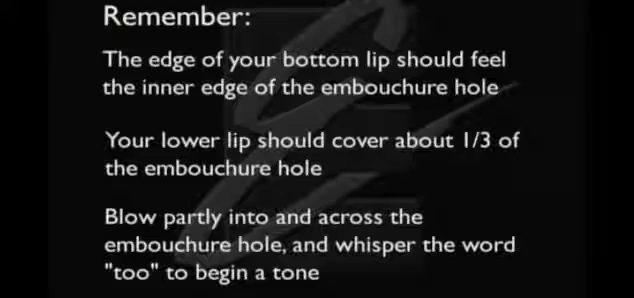 Remember:
The edge of your bottom lip should feel
the inner edge of the embouchure hole
Your lower lip should cover about 1/3 of
the embouchure hole
Blow partly into and across the
embouchure hole, and whisper the word
"too" to begin a tone